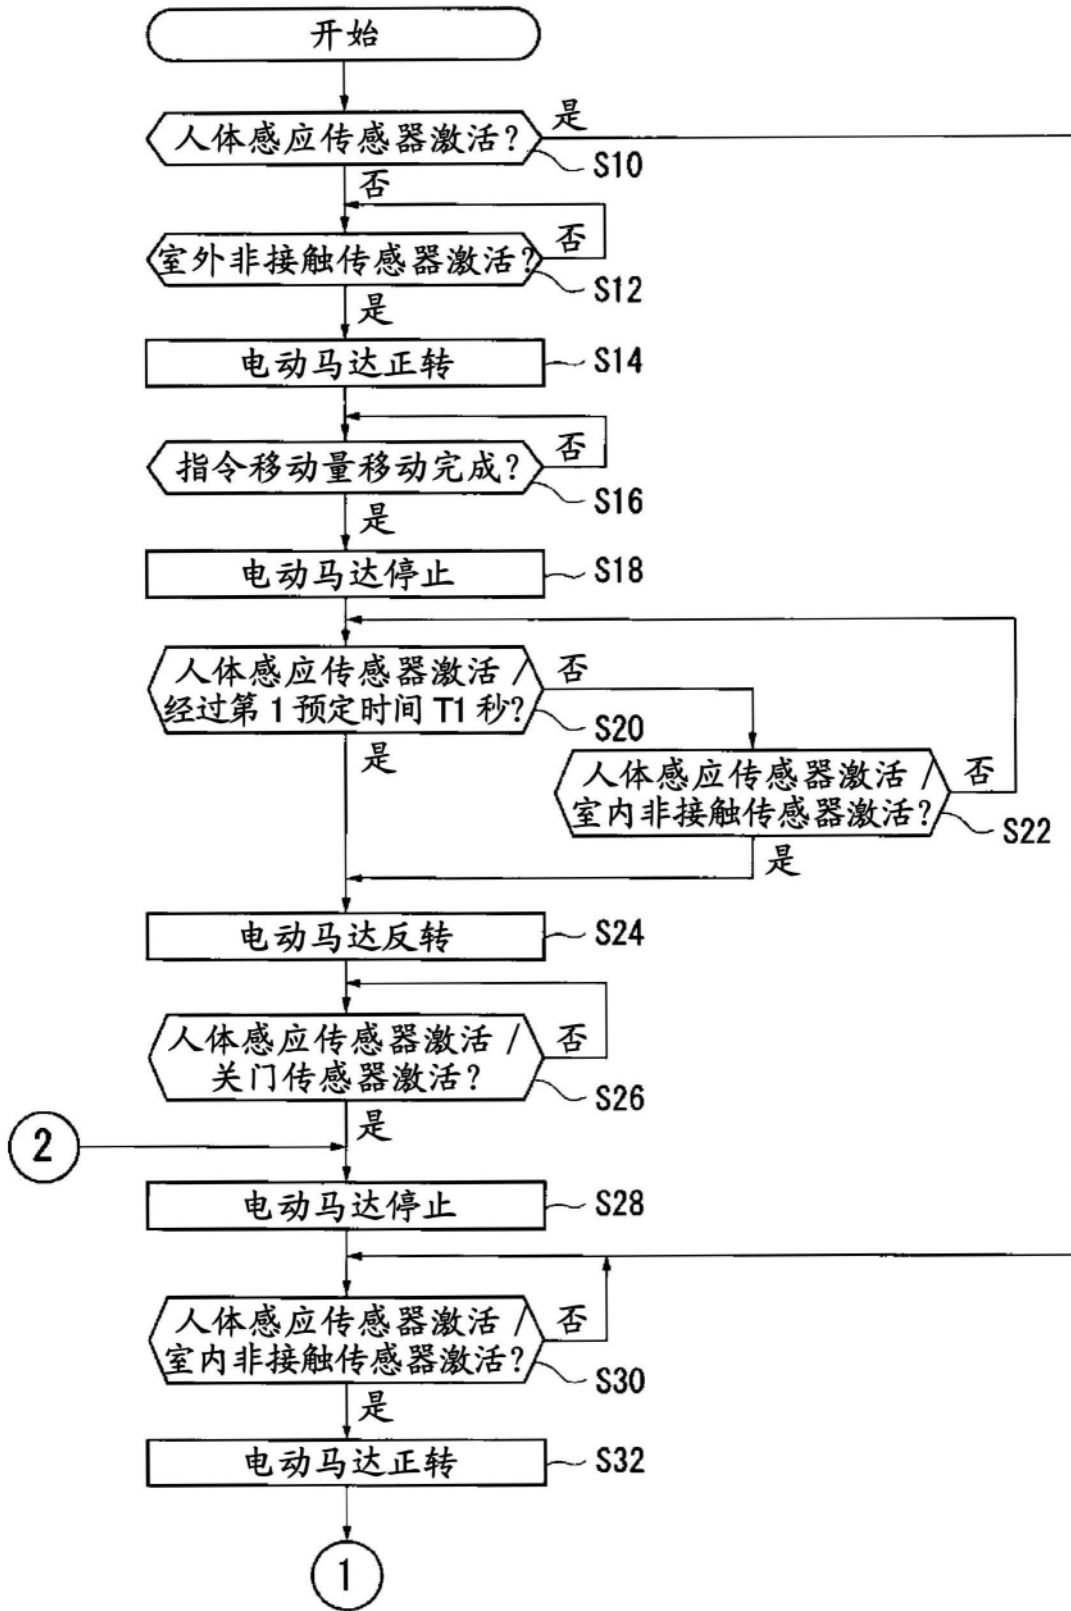 开始
人体感应传感器激活？
是
S10
否
室外非接触传感器激活？
否
S12
是
电动马达正转
S14
指令移动量移动完成？
否
S16
是
电动马达停止
S18
人体感应传感器激活 /
经过第 1 预定时间 T1 秒？
否
S20
是
人体感应传感器激活 /
室内非接触传感器激活？
否
S22
是
电动马达反转
S24
人体感应传感器激活 /
关门传感器激活？
否
S26
是
2
电动马达停止
S28
人体感应传感器激活 /
室内非接触传感器激活？
否
S30
是
电动马达正转
S32
1